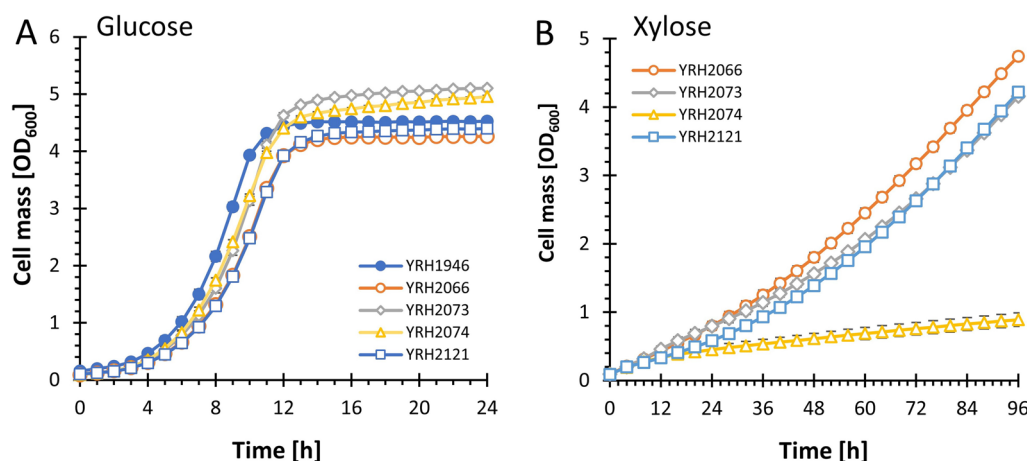 A Glucose
Cell mass [OD600]
6
5
4
3
2
1
0
0 4 8 12 16 20 24
Time [h]
YRH1946
YRH2066
YRH2073
YRH2074
YRH2121
B Xylose
Cell mass [OD600]
5
4
3
2
1
0
0 12 24 36 48 60 72 84 96
Time [h]
YRH2066
YRH2073
YRH2074
YRH2121